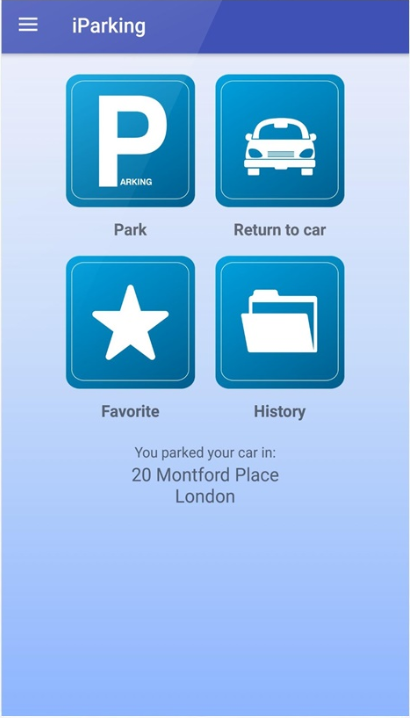 iParking
P
ARKING
Park
Return to car
Favorite
History
You parked your car in:
20 Montford Place
London